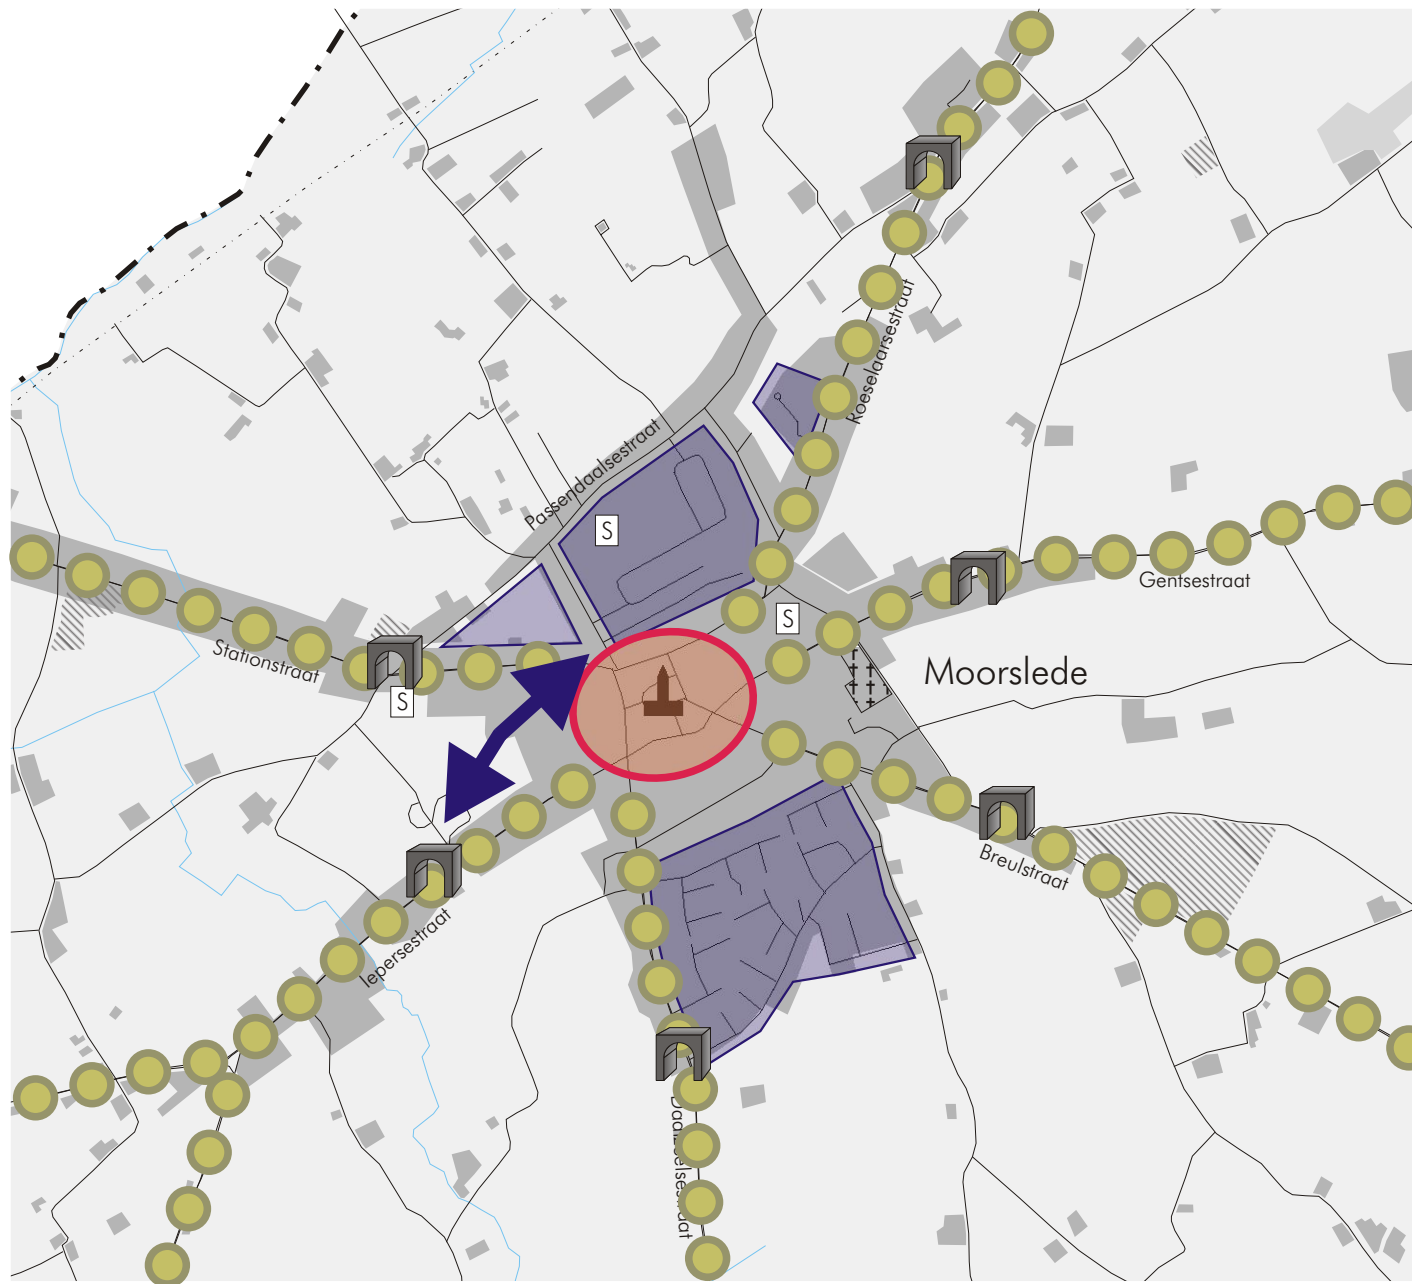 Roeselaarsestraat
Passendaalsestraat
S
Gentsestraat
S
Stationstraat
Moorslede
S
Breulstraat
Iepersestraat